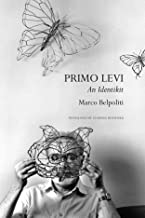 PRIMO LEVI
An Identikit
Marco Belpoliti